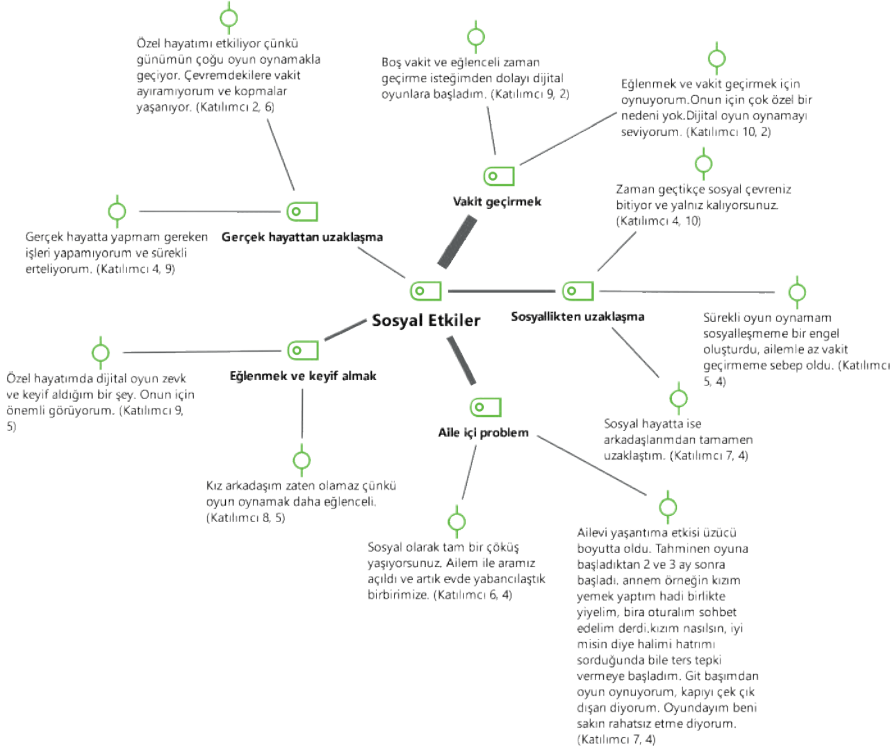 Özel hayatımı etkiliyor çünkü
günümün çoğu oyun oynamakla
geçiyor. Çevremdekilere vakit
ayıramıyorum ve kopmalar
yaşanıyor. (Katılımcı 2, 6)
Boş vakit ve eğlenceli zaman
geçirme isteğimden dolayı dijital
oyunlara başladım. (Katılımcı 9, 2)
Eğlenmek ve vakit geçirmek için
oynuyorum.Onun için çok özel bir
nedeni yok.Dijital oyun oynamayı
seviyorum. (Katılımcı 10, 2)
Vakit geçirmek
Zaman geçtikçe sosyal çevreniz
bitiyor ve yalnız kalıyorsunuz.
(Katılımcı 4, 10)
Gerçek hayatta yapmam gereken
işleri yapamıyorum ve sürekli
erteliyorum. (Katılımcı 4, 9)
Gerçek hayattan uzaklaşma
Sosyal Etkiler
Sosyallikten uzaklaşma
Sürekli oyun oynamam
sosyalleşmeme bir engel
oluşturdu, ailemle az vakit
geçirmeme sebep oldu. (Katılımcı
5, 4)
Özel hayatımda dijital oyun zevk
ve keyif aldığım bir şey. Onun için
önemli görüyorum. (Katılımcı 9,
5)
Eğlenmek ve keyif almak
Aile içi problem
Sosyal hayatta ise
arkadaşlarımdan tamamen
uzaklaştım. (Katılımcı 7, 4)
Kız arkadaşım zaten olamaz çünkü
oyun oynamak daha eğlenceli.
(Katılımcı 8, 5)
Sosyal olarak tam bir çöküş
yaşıyorsunuz. Ailem ile aramız
açıldı ve artık evde yabancılaştık
birbirimize. (Katılımcı 6, 4)
Ailevi yaşantıma etkisi üzücü
boyutta oldu. Tahminen oyuna
başladıktan 2 ve 3 ay sonra
başladı, annem örneğin kızım
yemek yaptım hadi birlikte
yiyelim, bira oturalım sohbet
edelim derdi.kızım nasılsın, iyi
misin diye halimi hatrımı
sorduğunda bile ters tepki
vermeye başladım. Git başımdan
oyun oynuyorum, kapıyı çek çık
dışarı diyorum. Oyundayım beni
sakın rahatsız etme diyorum.
(Katılımcı 7, 4)